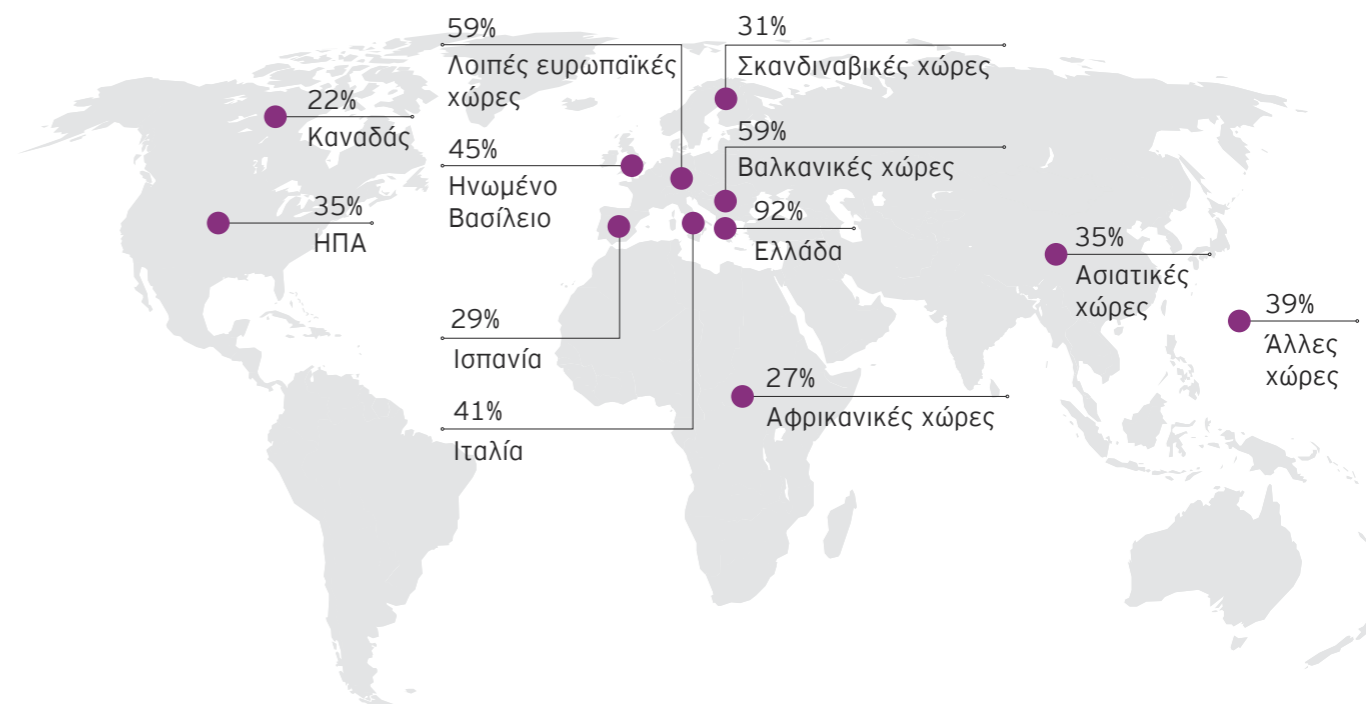 59%
Λοιπές ευρωπαϊκές
χώρες
31%
Σκανδιναβικές χώρες
22%
Καναδάς
45%
Ηνωμένο
Βασίλειο
59%
Βαλκανικές χώρες
35%
ΗΠΑ
92%
Ελλάδα
35%
Ασιατικές
χώρες
29%
Ισπανία
39%
Άλλες
χώρες
27%
Αφρικανικές χώρες
41%
Ιταλία